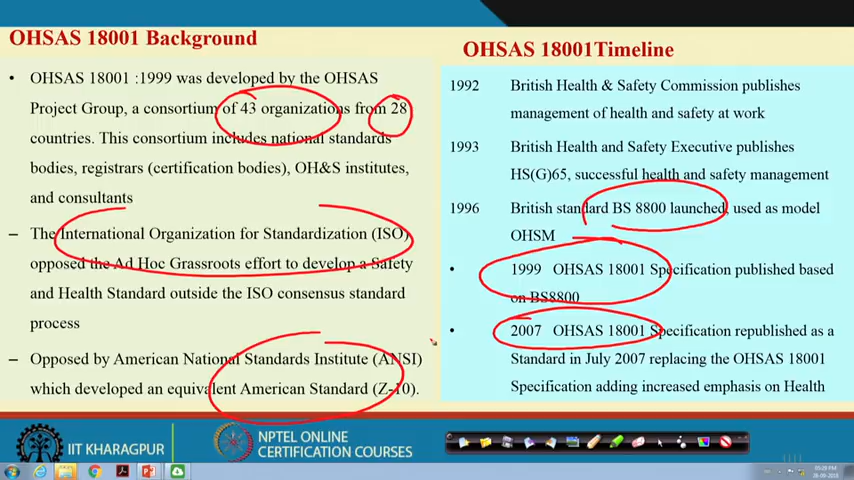 OHSAS 18001 Background
• OHSAS 18001 :1999 was developed by the OHSAS
Project Group, a consortium of 43 organizations from 28
countries. This consortium includes national standards
bodies, registrars (certification bodies), OH&S institutes,
and consultants
– The International Organization for Standardization (ISO)
opposed the Ad Hoc Grassroots effort to develop a Safety
and Health Standard outside the ISO consensus standard
process
– Opposed by American National Standards Institute (ANSI)
which developed an equivalent American Standard (Z-10).
OHSAS 18001Timeline
1992 British Health & Safety Commission publishes
management of health and safety at work
1993 British Health and Safety Executive publishes
HS(G)65, successful health and safety management
1996 British standard BS 8800 launched, used as model
OHSM
• 1999 OHSAS 18001 Specification published based
on BS8800
• 2007 OHSAS 18001 Specification republished as a
Standard in July 2007 replacing the OHSAS 18001
Specification adding increased emphasis on Health
IIT KHARAGPUR
NPTEL ONLINE
CERTIFICATION COURSES